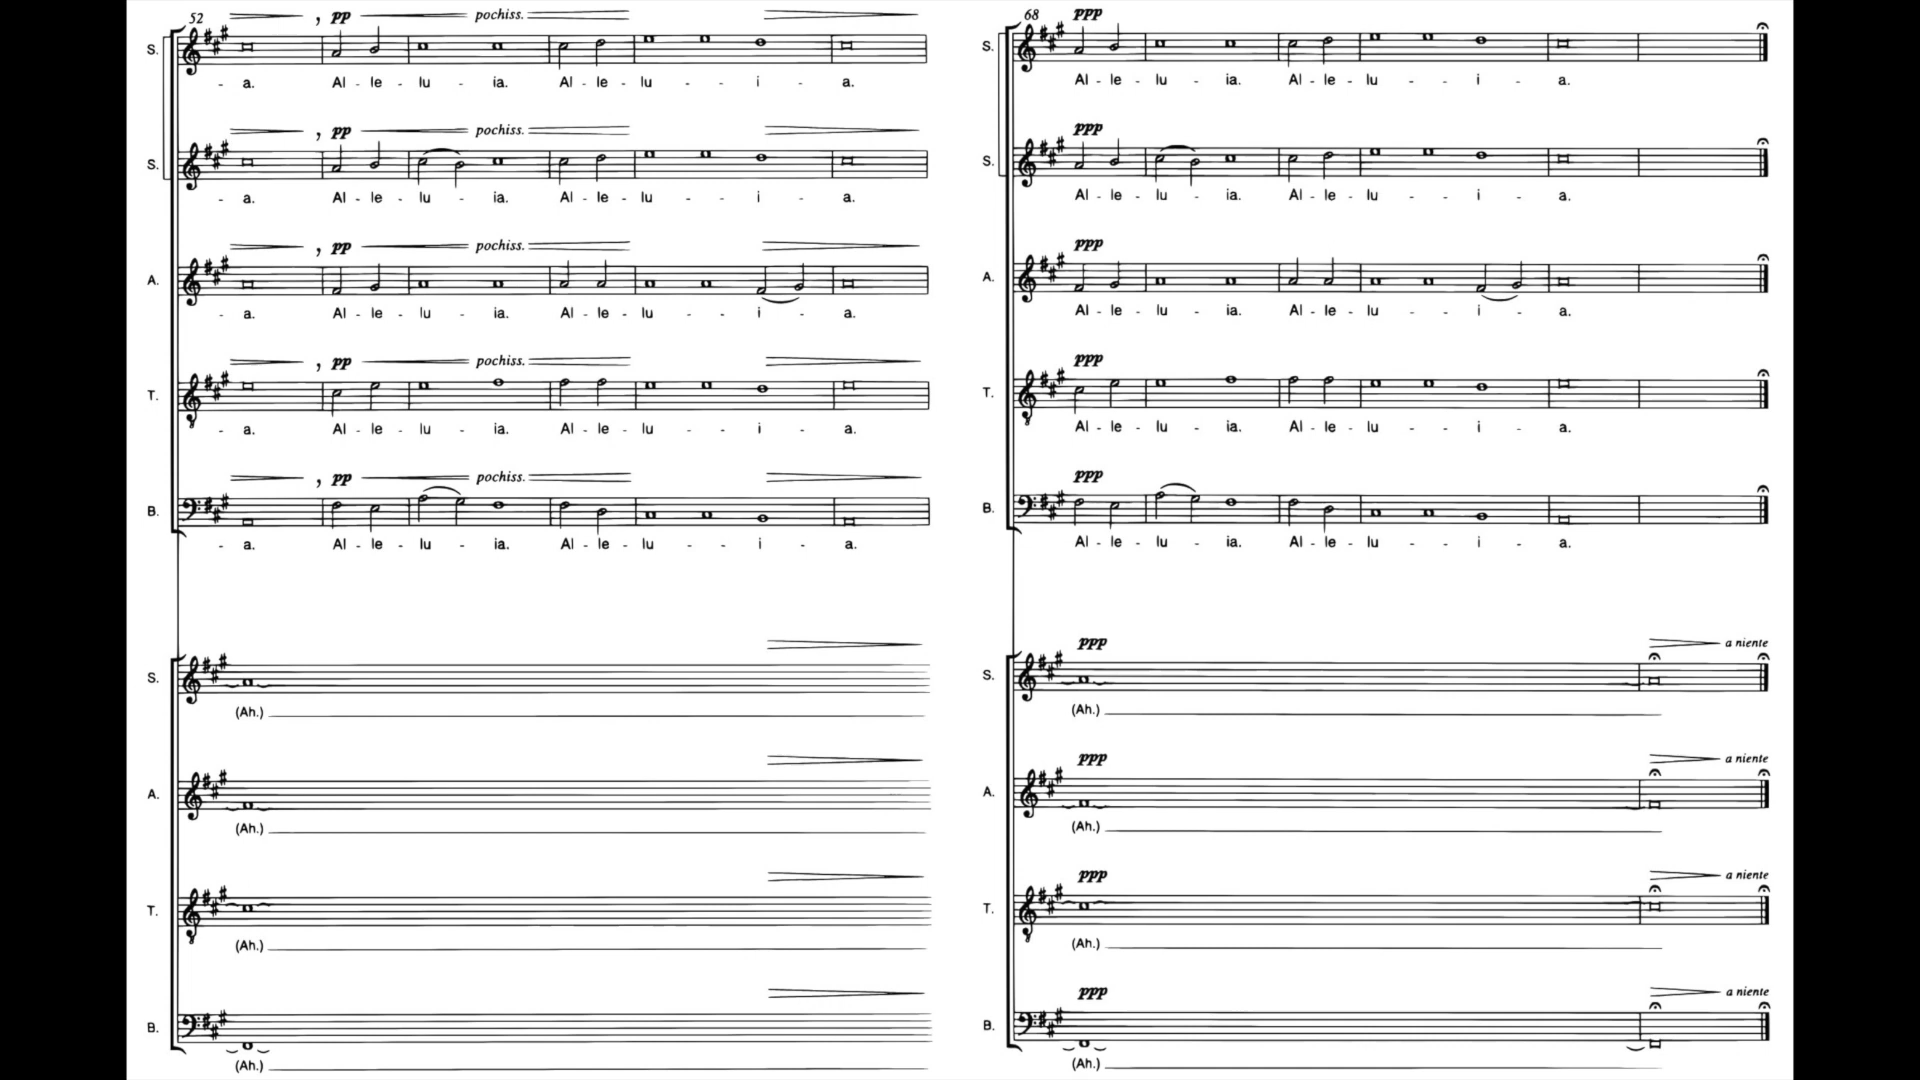 52
pp pochiss.
S.
- a. Al - le - lu - ia. Al - le - lu - - i - a.
pp pochiss.
S.
- a. Al - le - lu - ia. Al - le - lu - - i - a.
pp pochiss.
A.
- a. Al - le - lu - ia. Al - le - lu - - i - a.
pp pochiss.
T.
- a. Al - le - lu - ia. Al - le - lu - - i - a.
pp pochiss.
B.
- a. Al - le - lu - ia. Al - le - lu - - i - a.
S.
(Ah.)
A.
(Ah.)
T.
(Ah.)
B.
(Ah.)
68
ppp
S.
Al - le - lu - ia. Al - le - lu - - i - a.
ppp
S.
Al - le - lu - ia. Al - le - lu - - i - a.
ppp
A.
Al - le - lu - ia. Al - le - lu - - i - a.
ppp
T.
Al - le - lu - ia. Al - le - lu - - i - a.
ppp
B.
Al - le - lu - ia. Al - le - lu - - i - a.
ppp a niente
S.
(Ah.)
ppp a niente
A.
(Ah.)
ppp a niente
T.
(Ah.)
ppp a niente
B.
(Ah.)